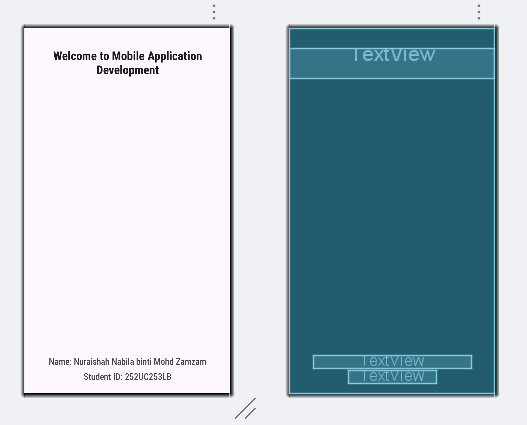 Welcome to Mobile Application
Development
Name: Nuraishah Nabila binti Mohd Zamzam
Student ID: 252UC253LB
TextView
TextView
TextView